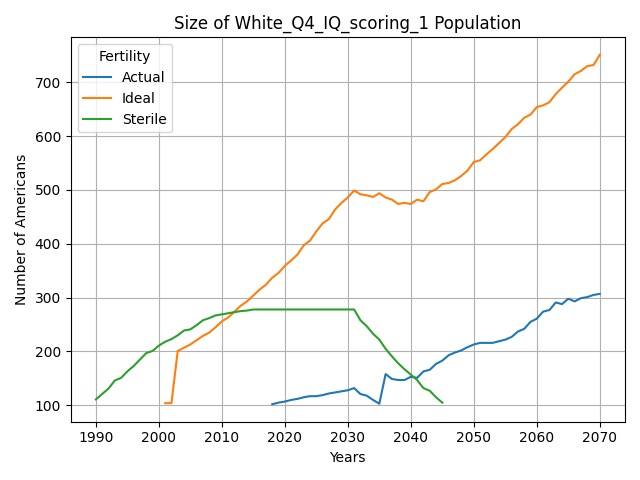 Size of White_Q4_IQ_scoring_1 Population
Fertility
Actual
Ideal
Sterile
Number of Americans
700
600
500
400
300
200
100
1990 2000 2010 2020 2030 2040 2050 2060 2070
Years